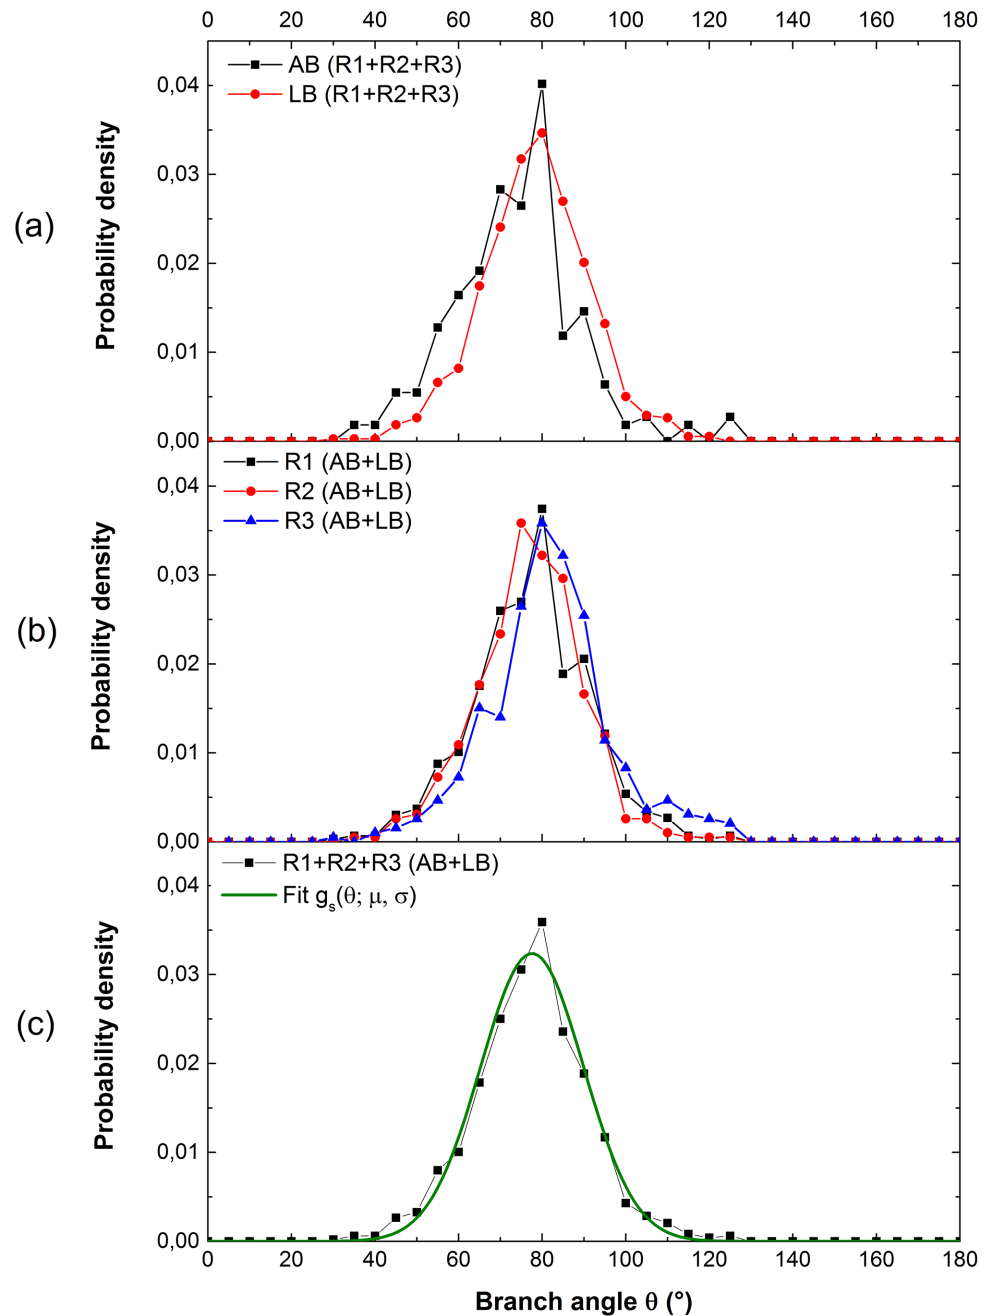 0 20 40 60 80 100 120 140 160 180
AB (R1+R2+R3)
LB (R1+R2+R3)
0,04
0,03
0,02
0,01
0,00
Probability density
(a)
R1 (AB+LB)
R2 (AB+LB)
R3 (AB+LB)
0,04
0,03
0,02
0,01
0,00
Probability density
(b)
R1+R2+R3 (AB+LB)
Fit gs(θ; μ, σ)
0,04
0,03
0,02
0,01
0,00
Probability density
(c)
0 20 40 60 80 100 120 140 160 180
Branch angle θ (°)